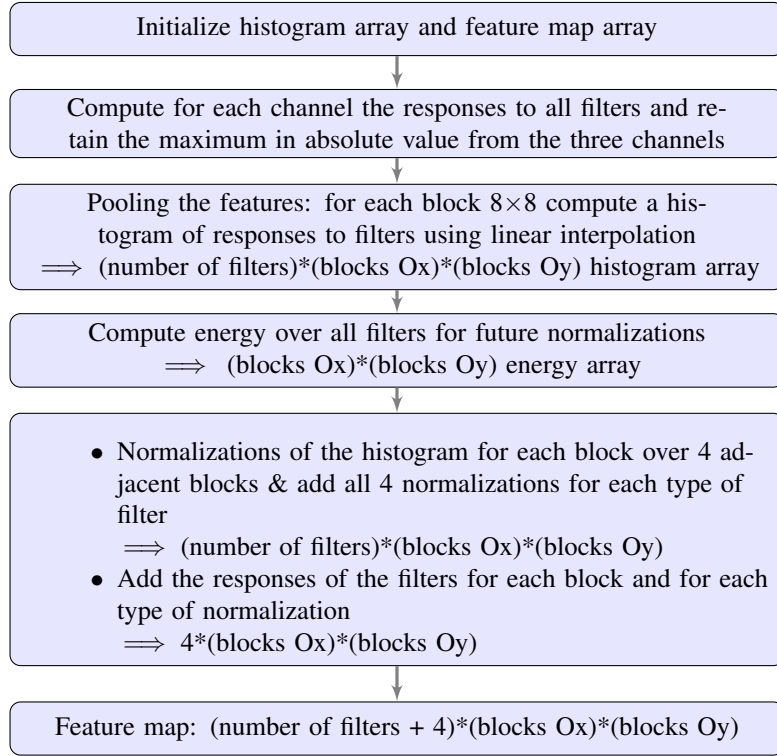 Initialize histogram array and feature map array
Compute for each channel the responses to all filters and re-
tain the maximum in absolute value from the three channels
Pooling the features: for each block 8×8 compute a his-
togram of responses to filters using linear interpolation
⟹ (number of filters)*(blocks Ox)*(blocks Oy) histogram array
Compute energy over all filters for future normalizations
⟹ (blocks Ox)*(blocks Oy) energy array
• Normalizations of the histogram for each block over 4 ad-
jacent blocks & add all 4 normalizations for each type of
filter
⟹ (number of filters)*(blocks Ox)*(blocks Oy)
• Add the responses of the filters for each block and for each
type of normalization
⟹ 4*(blocks Ox)*(blocks Oy)
Feature map: (number of filters + 4)*(blocks Ox)*(blocks Oy)